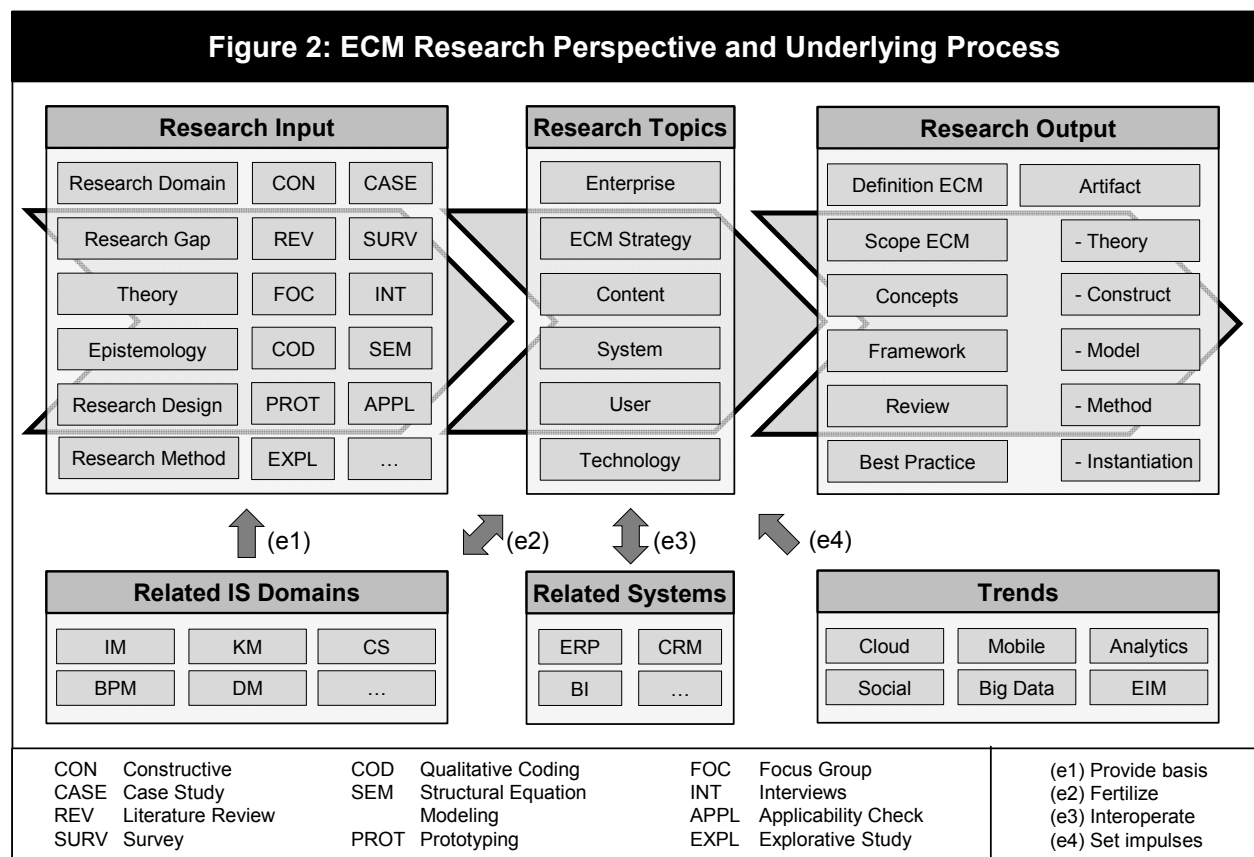 Figure 2: ECM Research Perspective and Underlying Process
Research Input
Research Domain
CON
CASE
Research Gap
REV
SURV
Theory
FOC
INT
Epistemology
COD
SEM
Research Design
PROT
APPL
Research Method
EXPL
…
Research Topics
Enterprise
ECM Strategy
Content
System
User
Technology
Research Output
Definition ECM
Artifact
Scope ECM
- Theory
Concepts
- Construct
Framework
- Model
Review
- Method
Best Practice
- Instantiation
(e1)
(e2)
(e3)
(e4)
Related IS Domains
IM
KM
CS
BPM
DM
…
Related Systems
ERP
CRM
BI
…
Trends
Cloud
Mobile
Analytics
Social
Big Data
EIM
CON Constructive
CASE Case Study
REV Literature Review
SURV Survey
COD Qualitative Coding
SEM Structural Equation
Modeling
PROT Prototyping
FOC Focus Group
INT Interviews
APPL Applicability Check
EXPL Explorative Study
(e1) Provide basis
(e2) Fertilize
(e3) Interoperate
(e4) Set impulses